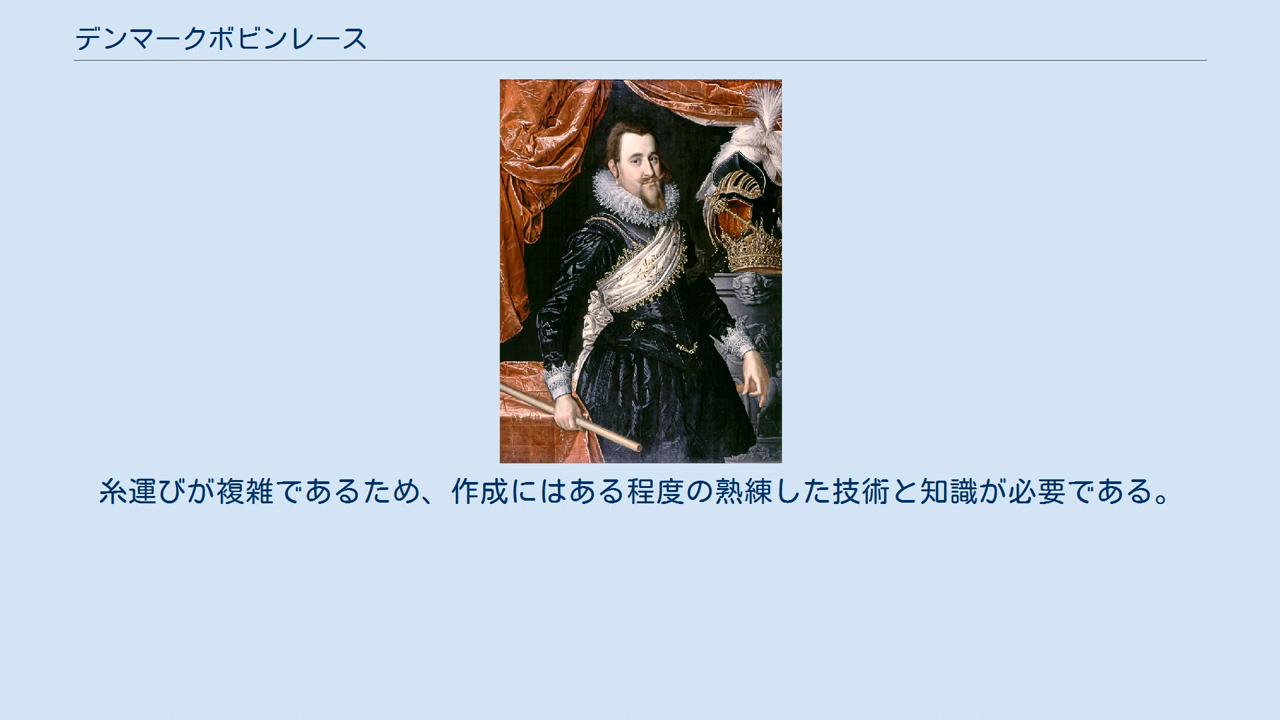 デンマークボビンレース
糸運びが複雑であるため、作成にはある程度の熟練した技術と知識が必要である。